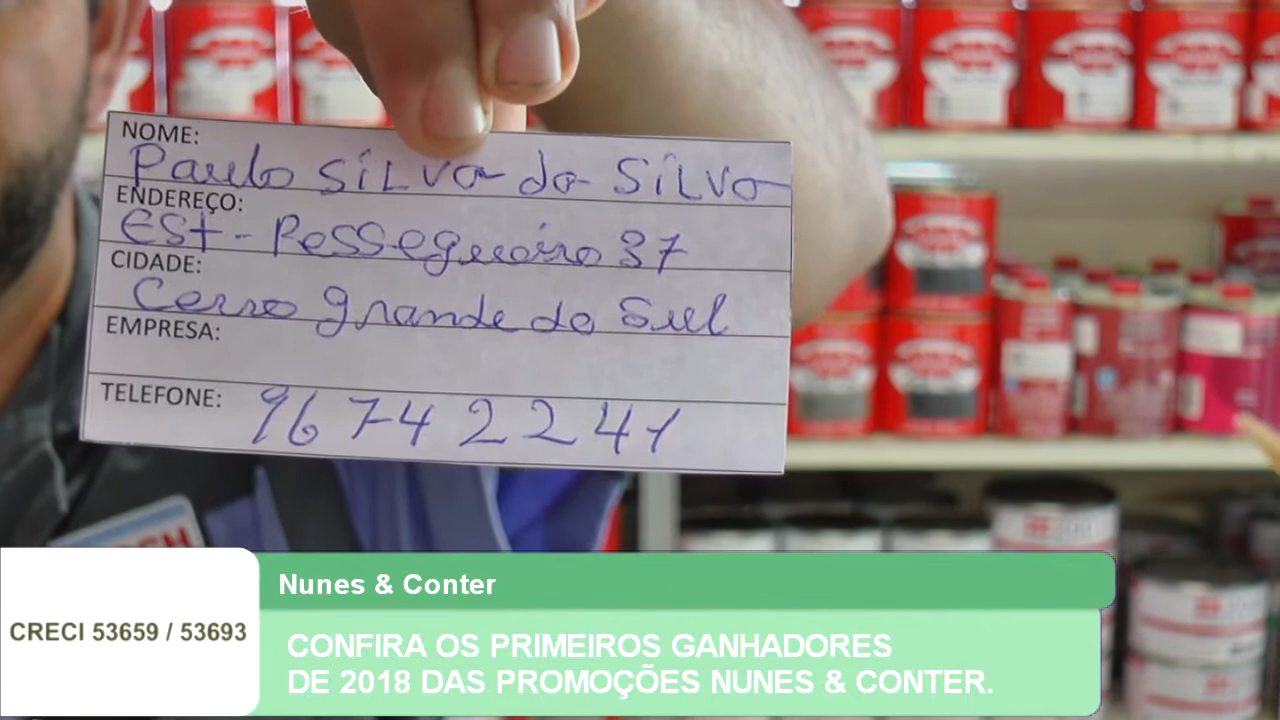 NOME:
Paulo SiLVA da SiLVA
ENDEREÇO:
ESt - Pessegueiro 37
CIDADE:
Cerro grande do Sul
EMPRESA:
TELEFONE: 96742241
CRECI 53659 / 53693
Nunes & Conter
CONFIRA OS PRIMEIROS GANHADORES
DE 2018 DAS PROMOÇÕES NUNES & CONTER.